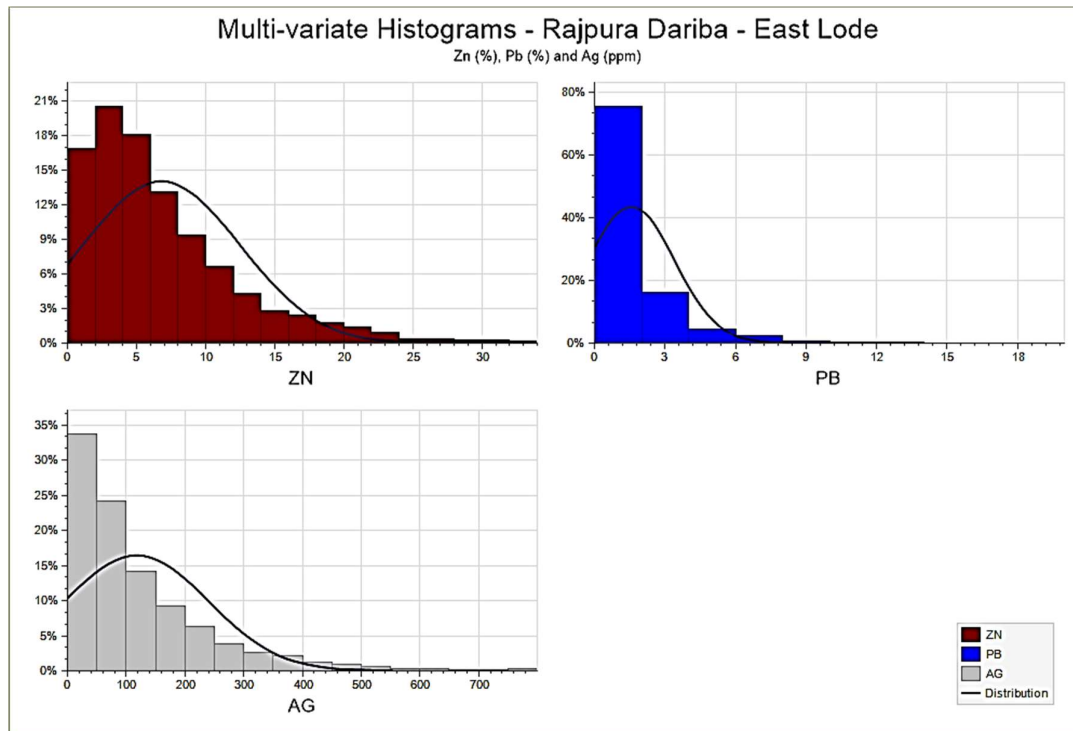 Multi-variate Histograms - Rajpura Dariba - East Lode
Zn (%), Pb (%) and Ag (ppm)
21%
18%
15%
12%
9%
6%
3%
0%
0 5 10 15 20 25 30
ZN
80%
60%
40%
20%
0%
0 3 6 9 12 15 18
PB
35%
30%
25%
20%
15%
10%
5%
0%
0 100 200 300 400 500 600 700
AG
ZN
PB
AG
Distribution